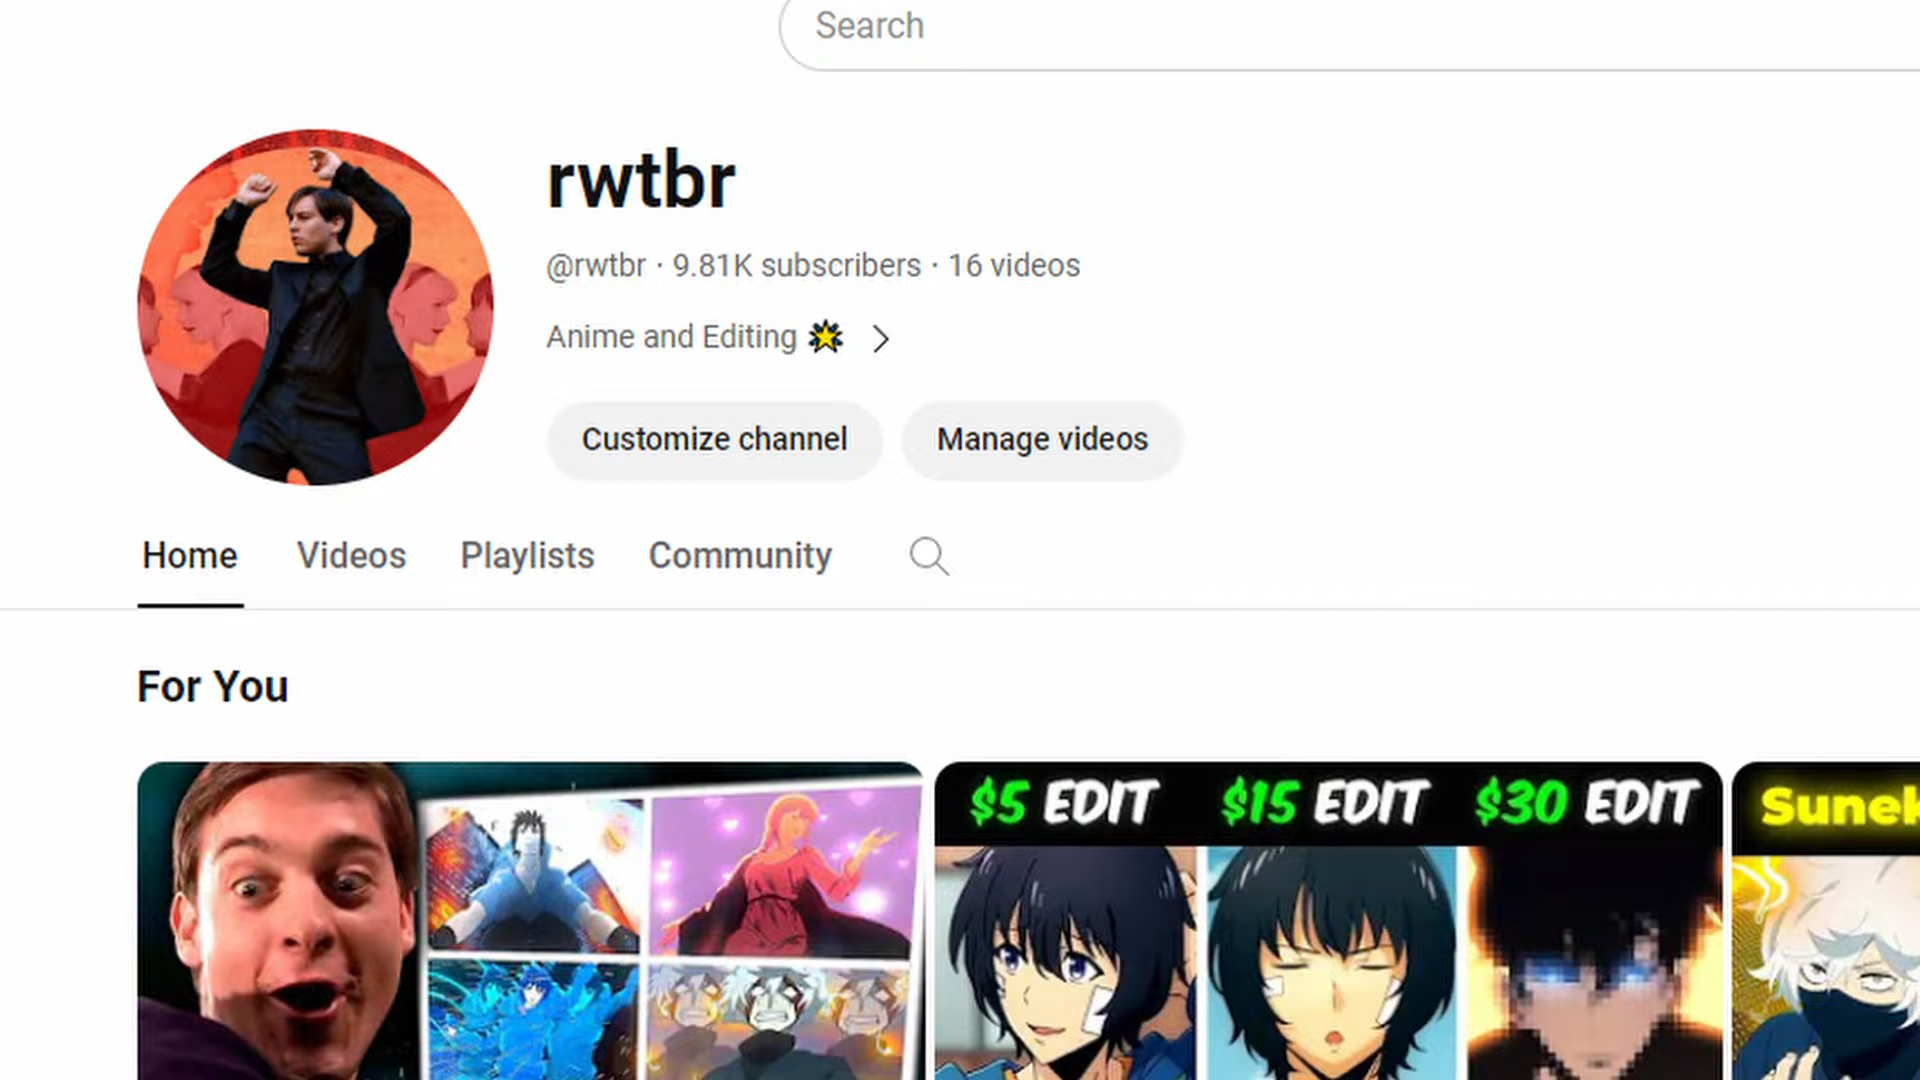 Search
rwtbr
@rwtbr · 9.81K subscribers · 16 videos
Anime and Editing
Customize channel
Manage videos
Home
Videos
Playlists
Community
For You
$5 EDIT
$15 EDIT
$30 EDIT